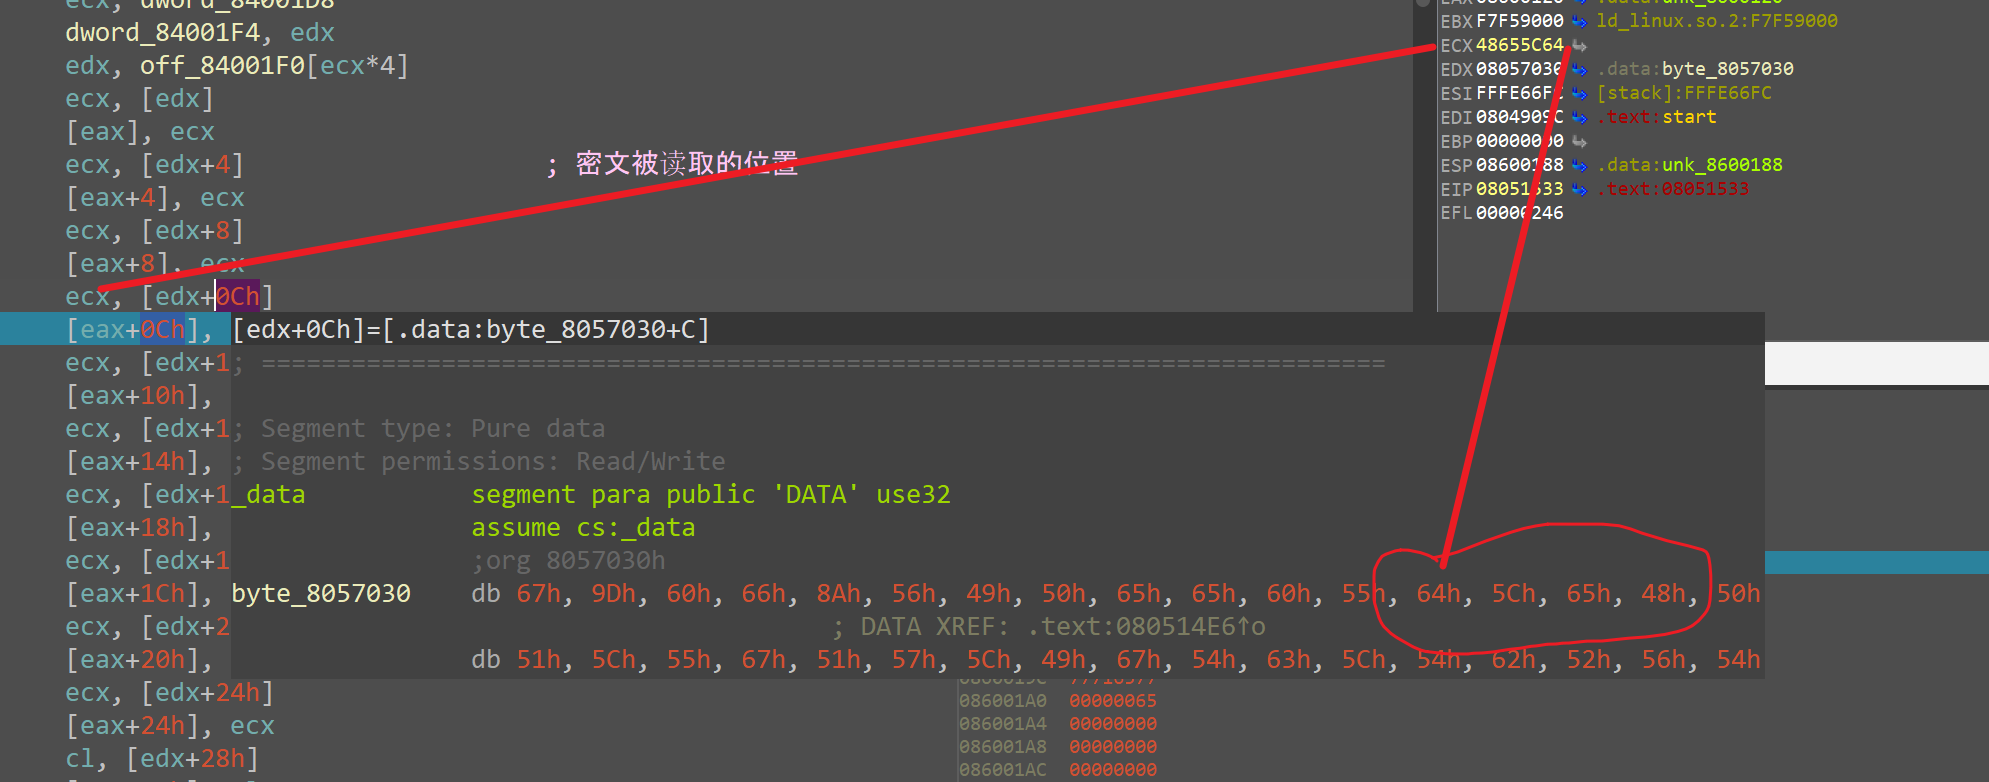 ecx, dword_84001D8
dword_84001F4, edx
edx, off_84001F0[ecx*4]
ecx, [edx]
[eax], ecx
ecx, [edx+4] ; 密文被读取的位置
[eax+4], ecx
ecx, [edx+8]
[eax+8], ecx
ecx, [edx+0Ch]
[eax+0Ch], [edx+0Ch]=[.data:byte_8057030+C]
ecx, [edx+1; ===========================================================================
[eax+10h],
ecx, [edx+1; Segment type: Pure data
[eax+14h], ; Segment permissions: Read/Write
ecx, [edx+1_data segment para public 'DATA' use32
[eax+18h], assume cs:_data
ecx, [edx+1 ;org 8057030h
[eax+1Ch], byte_8057030 db 67h, 9Dh, 60h, 66h, 8Ah, 56h, 49h, 50h, 65h, 65h, 60h, 55h, 64h, 5Ch, 65h, 48h, 50h
ecx, [edx+2 ; DATA XREF: .text:080514E6↑o
[eax+20h], db 51h, 5Ch, 55h, 67h, 51h, 57h, 5Ch, 49h, 67h, 54h, 63h, 5Ch, 54h, 62h, 52h, 56h, 54h
ecx, [edx+24h]
[eax+24h], ecx
cl, [edx+28h]
EBX F7F59000 ld_linux.so.2:F7F59000
ECX 48655C64
EDX 08057030 .data:byte_8057030
ESI FFFE66FC [stack]:FFFE66FC
EDI 0804909C .text:start
EBP 00000000
ESP 08600188 .data:unk_8600188
EIP 08051533 .text:08051533
EFL 00000246
086001A0 00000065
086001A4 00000000
086001A8 00000000
086001AC 00000000